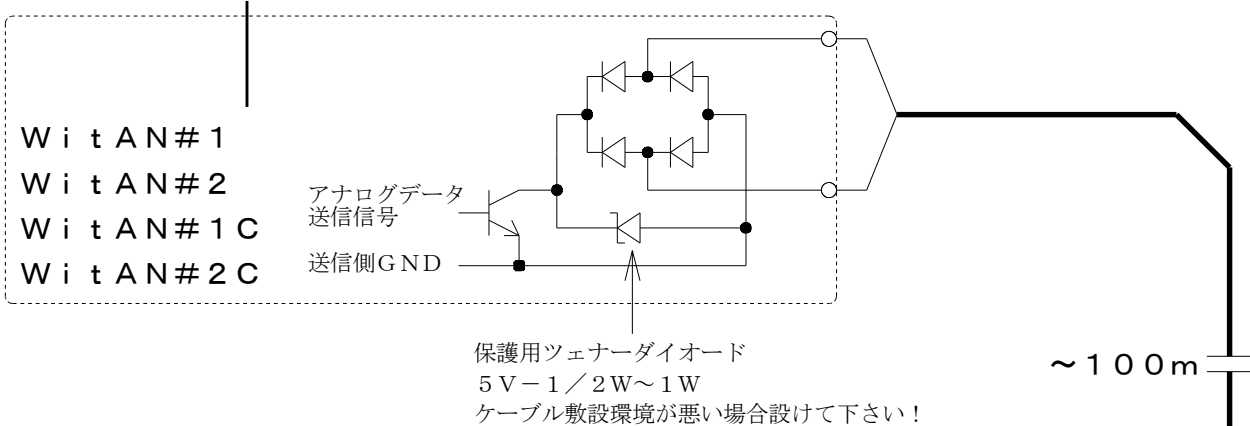 ＷｉｔＡＮ＃１
ＷｉｔＡＮ＃２
ＷｉｔＡＮ＃１Ｃ
ＷｉｔＡＮ＃２Ｃ
アナログデータ
送信信号
送信側ＧＮＤ
保護用ツェナーダイオード
５Ｖ－１／２Ｗ～１Ｗ
ケーブル敷設環境が悪い場合設けて下さい！
～１００ｍ